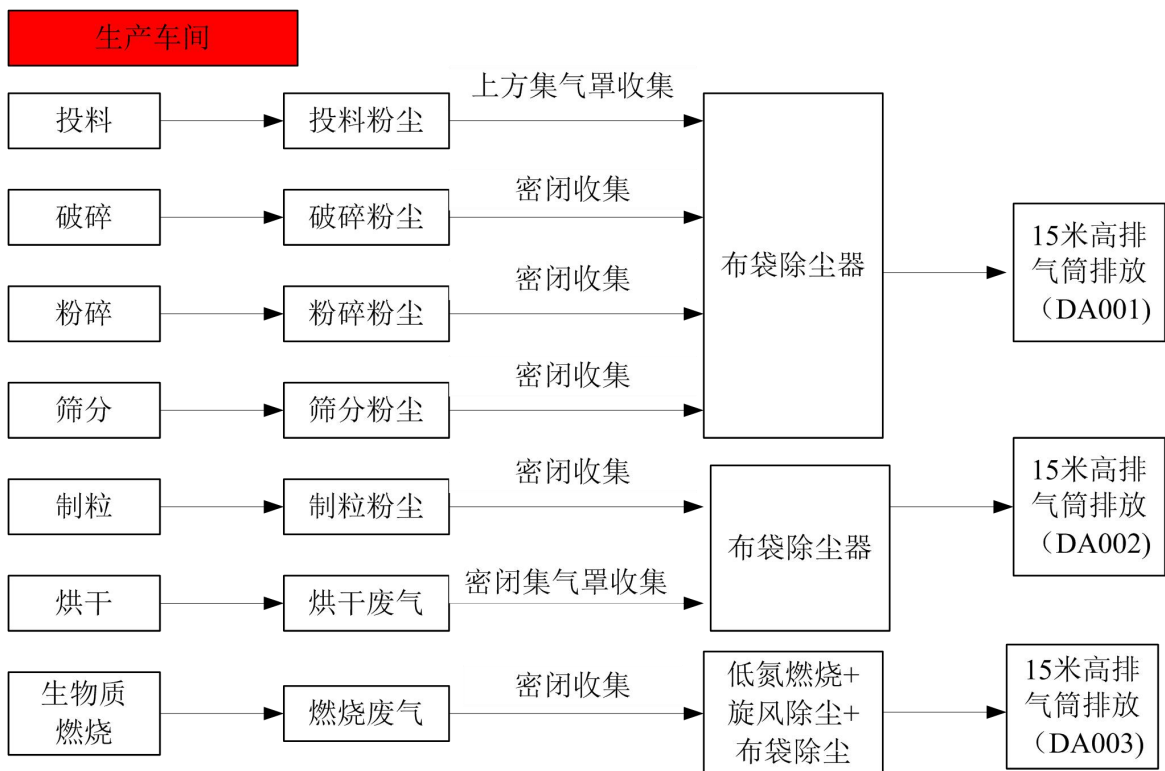 生产车间
投料
投料粉尘
上方集气罩收集
破碎
破碎粉尘
密闭收集
粉碎
粉碎粉尘
密闭收集
筛分
筛分粉尘
密闭收集
布袋除尘器
15米高排
气筒排放
（DA001)
制粒
制粒粉尘
密闭收集
烘干
烘干废气
密闭集气罩收集
布袋除尘器
15米高排
气筒排放
（DA002)
生物质
燃烧
燃烧废气
密闭收集
低氮燃烧+
旋风除尘+
布袋除尘
15米高排
气筒排放
（DA003)